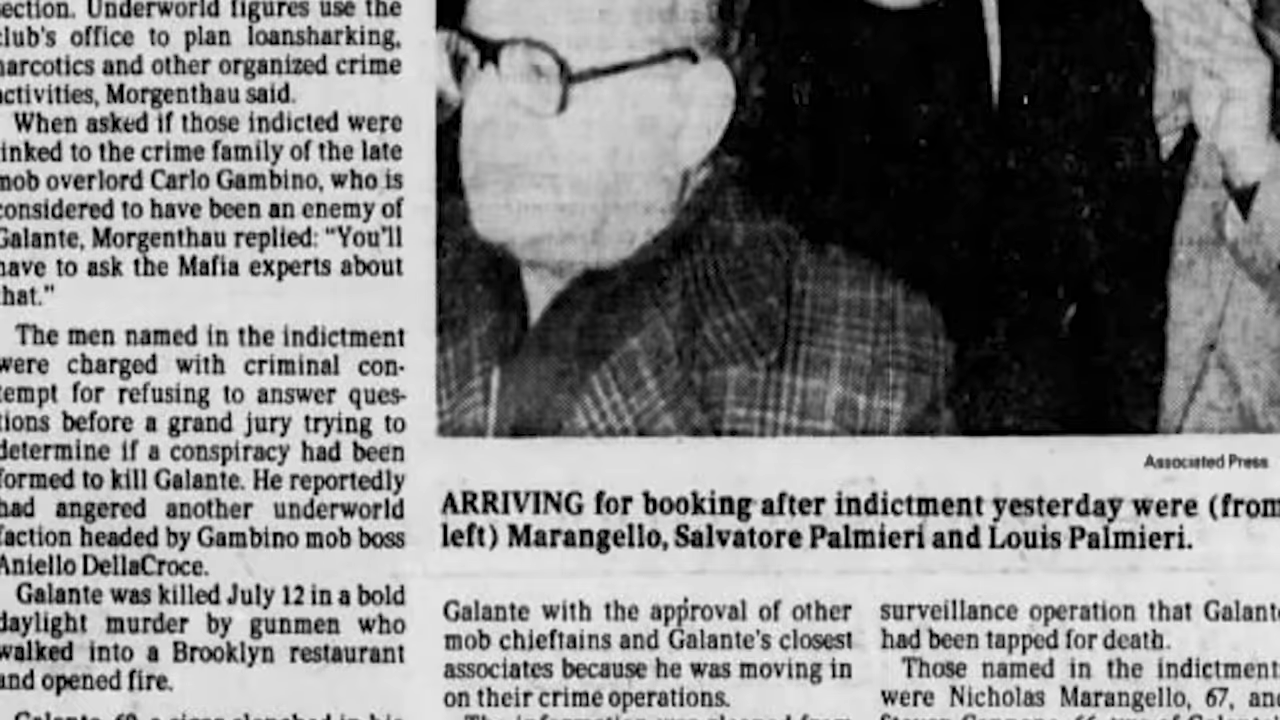 section. Underworld figures use the
club's office to plan loansharking,
narcotics and other organized crime
activities, Morgenthau said.
When asked if those indicted were
linked to the crime family of the late
mob overlord Carlo Gambino, who is
considered to have been an enemy of
Galante, Morgenthau replied: "You'll
have to ask the Mafia experts about
that."
The men named in the indictment
were charged with criminal con-
tempt for refusing to answer ques-
tions before a grand jury trying to
determine if a conspiracy had been
formed to kill Galante. He reportedly
had angered another underworld
faction headed by Gambino mob boss
Aniello DellaCroce.
Galante was killed July 12 in a bold
daylight murder by gunmen who
walked into a Brooklyn restaurant
and opened fire.
Associated Press
ARRIVING for booking after indictment yesterday were (from
left) Marangello, Salvatore Palmieri and Louis Palmieri.
Galante with the approval of other
mob chieftains and Galante's closest
associates because he was moving in
on their crime operations.
surveillance operation that Galante
had been tapped for death.
Those named in the indictment
were Nicholas Marangello, 67, and